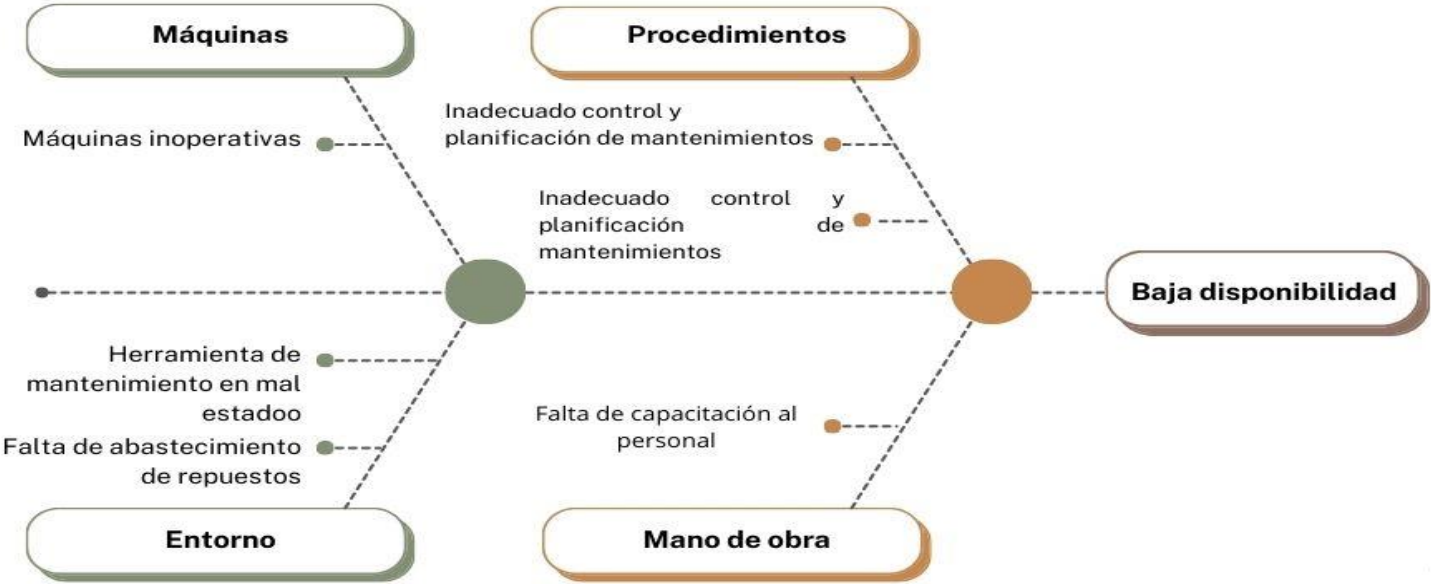 Máquinas
Procedimientos
Máquinas inoperativas
Inadecuado control y
planificación de mantenimientos
Inadecuado control y
planificación de
mantenimientos
Baja disponibilidad
Herramienta de
mantenimiento en mal
estadoo
Falta de abastecimiento
de repuestos
Falta de capacitación al
personal
Entorno
Mano de obra